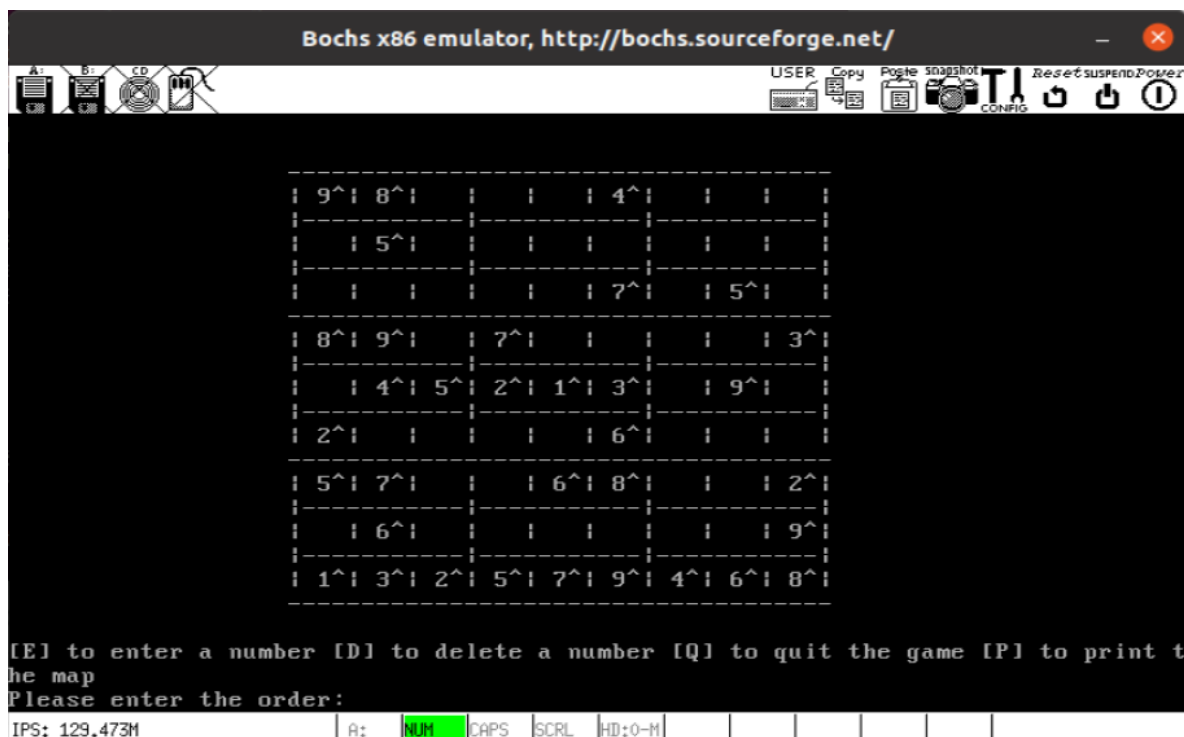 Bochs x86 emulator, http://bochs.sourceforge.net/
A: B: CD USER Copy Poste snapshot CONFIG Reset SUSPEND Power
-------------------------------------
¦ 9^¦ 8^¦   ¦   ¦   ¦ 4^¦   ¦   ¦   ¦
¦-----------¦-----------¦-----------¦
¦   ¦ 5^¦   ¦   ¦   ¦   ¦   ¦   ¦   ¦
¦-----------¦-----------¦-----------¦
¦   ¦   ¦   ¦   ¦   ¦ 7^¦   ¦ 5^¦   ¦
-------------------------------------
¦ 8^¦ 9^¦   ¦ 7^¦   ¦   ¦   ¦   ¦ 3^¦
¦-----------¦-----------¦-----------¦
¦   ¦ 4^¦ 5^¦ 2^¦ 1^¦ 3^¦   ¦ 9^¦   ¦
¦-----------¦-----------¦-----------¦
¦ 2^¦   ¦   ¦   ¦   ¦ 6^¦   ¦   ¦   ¦
-------------------------------------
¦ 5^¦ 7^¦   ¦   ¦ 6^¦ 8^¦   ¦   ¦ 2^¦
¦-----------¦-----------¦-----------¦
¦   ¦ 6^¦   ¦   ¦   ¦   ¦   ¦   ¦ 9^¦
¦-----------¦-----------¦-----------¦
¦ 1^¦ 3^¦ 2^¦ 5^¦ 7^¦ 9^¦ 4^¦ 6^¦ 8^¦
-------------------------------------
[E] to enter a number [D] to delete a number [Q] to quit the game [P] to print t
he map
Please enter the order:
IPS: 129.473M A: NUM CAPS SCRL HD:0-M